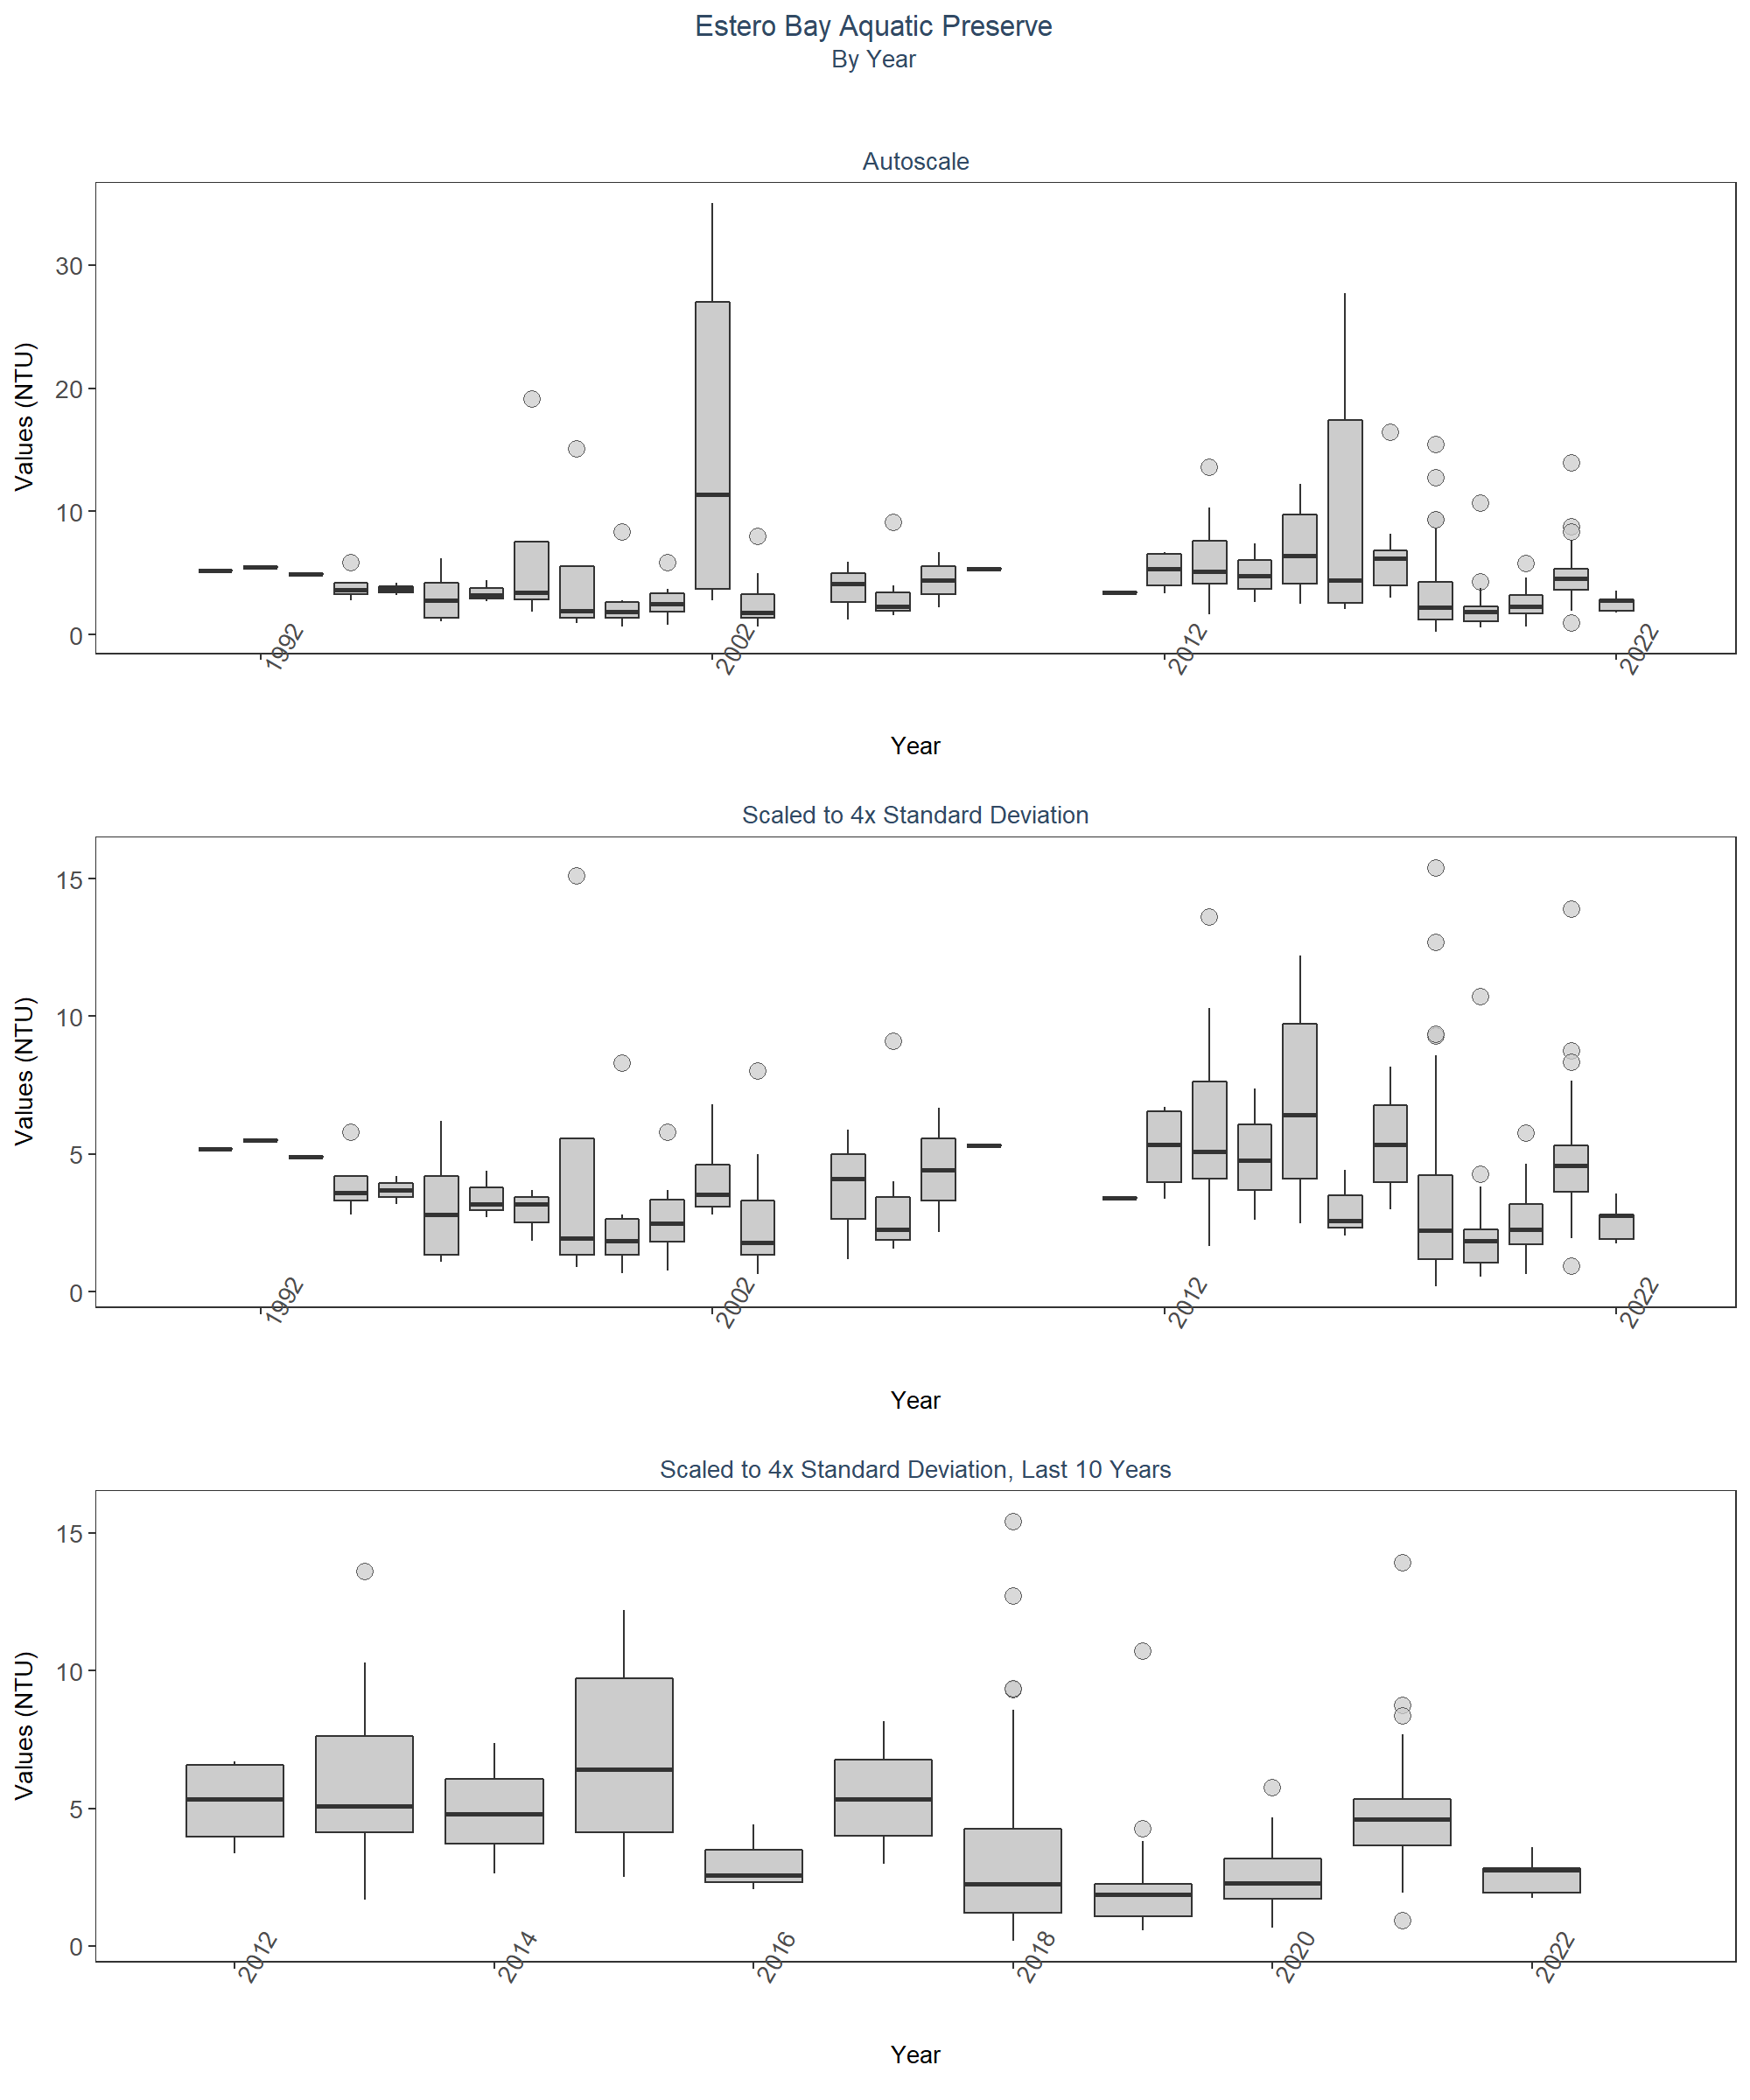 Estero Bay Aquatic Preserve
By Year
Autoscale
Values (NTU)
30
20
10
0
1992
2002
2012
2022
Year
Scaled to 4x Standard Deviation
Values (NTU)
15
10
5
0
1992
2002
2012
2022
Year
Scaled to 4x Standard Deviation, Last 10 Years
Values (NTU)
15
10
5
0
2012
2014
2016
2018
2020
2022
Year